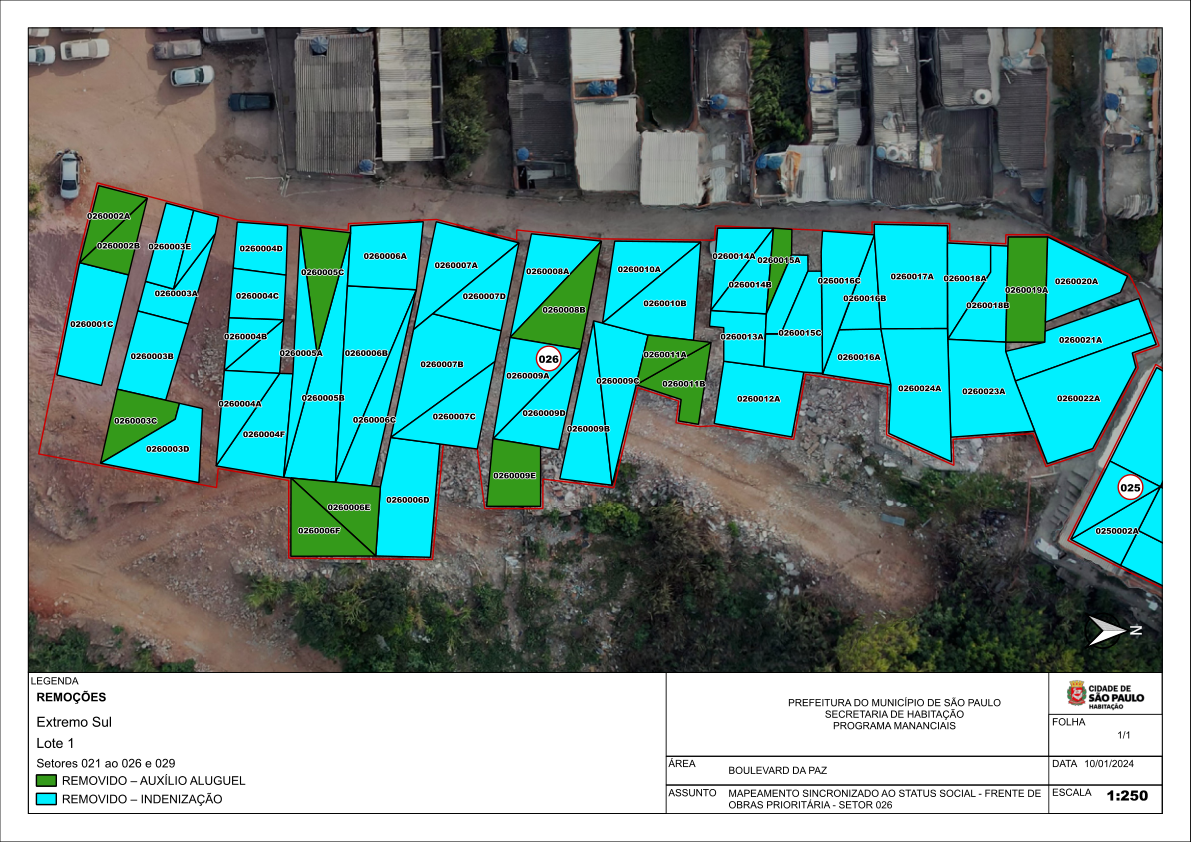 0260002A
0260002B
0260003E
0260003A
0260001C
0260003B
0260003C
0260003D
0260004D
0260004C
0260004B
0260004A
0260004F
0260005C
0260005A
0260005B
0260006A
0260006B
0260006C
0260006D
0260006E
0260006F
0260007A
0260007D
0260007B
0260007C
0260008A
0260008B
026
0260009A
0260009D
0260009C
0260009B
0260009E
0260010A
0260010B
0260011A
0260011B
0260014A
0260014B
0260015A
0260013A
0260015C
0260012A
0260016C
0260016B
0260016A
0260017A
0260018A
0260018B
0260019A
0260020A
0260021A
0260022A
0260023A
0260024A
025
0250002A
N
LEGENDA
REMOÇÕES
Extremo Sul
Lote 1
Setores 021 ao 026 e 029
REMOVIDO – AUXÍLIO ALUGUEL
REMOVIDO – INDENIZAÇÃO
PREFEITURA DO MUNICÍPIO DE SÃO PAULO
SECRETARIA DE HABITAÇÃO
PROGRAMA MANANCIAIS
CIDADE DE
SÃO PAULO
HABITAÇÃO
FOLHA
1/1
ÁREA
BOULEVARD DA PAZ
DATA 10/01/2024
ASSUNTO
MAPEAMENTO SINCRONIZADO AO STATUS SOCIAL - FRENTE DE
OBRAS PRIORITÁRIA - SETOR 026
ESCALA 1:250